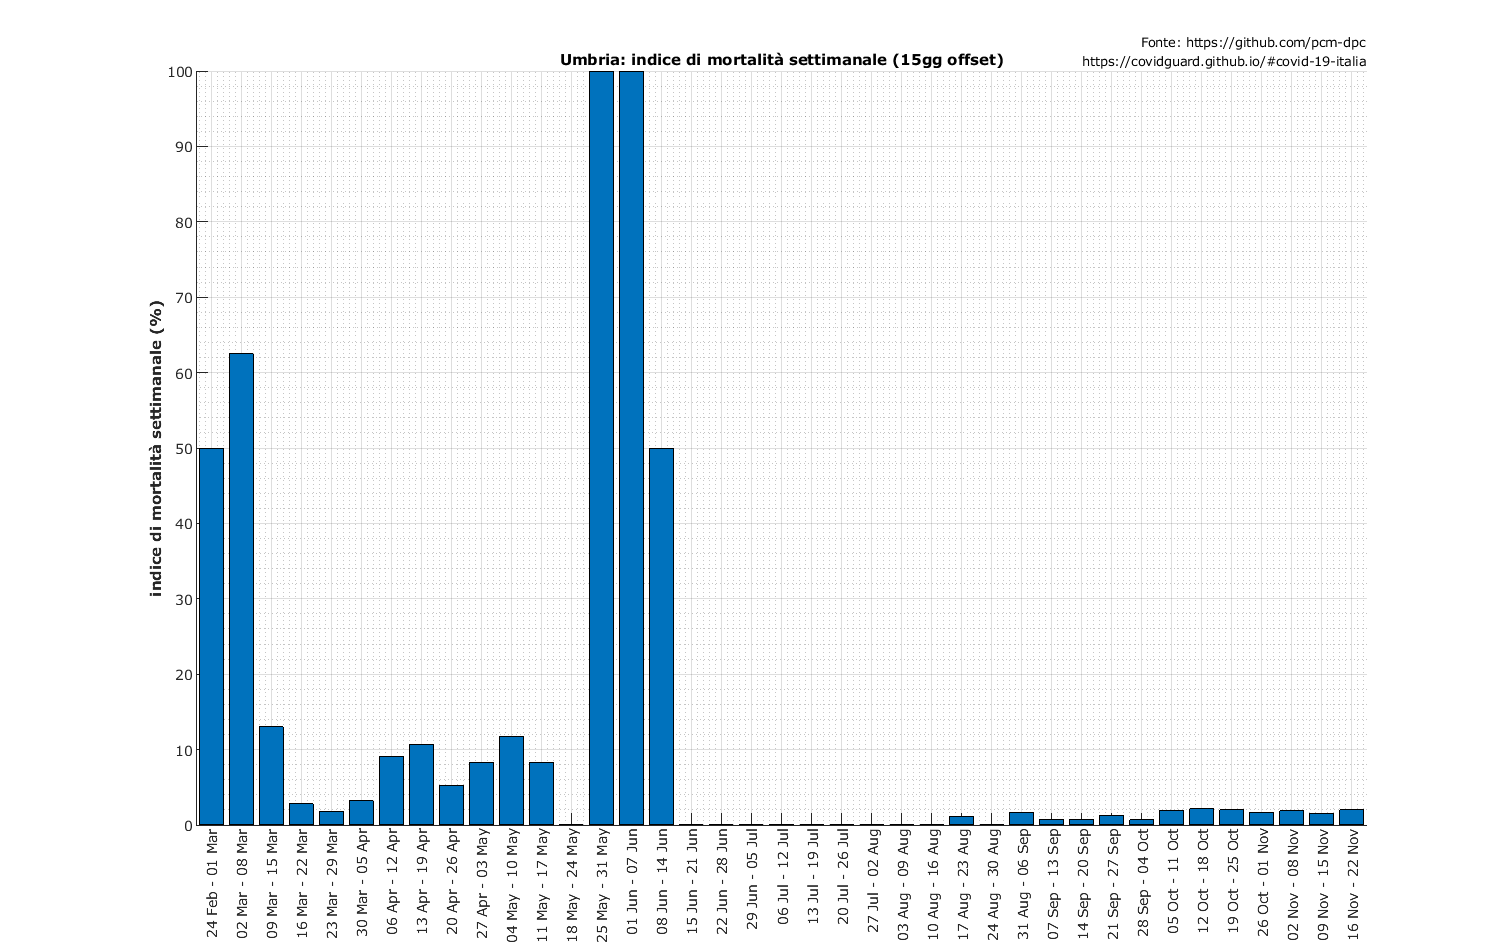 Fonte: https://github.com/pcm-dpc
Umbria: indice di mortalità settimanale (15gg offset)
https://covidguard.github.io/#covid-19-italia
100
90
80
70
60
50
40
30
20
10
0
indice di mortalità settimanale (%)
24 Feb - 01 Mar
02 Mar - 08 Mar
09 Mar - 15 Mar
16 Mar - 22 Mar
23 Mar - 29 Mar
30 Mar - 05 Apr
06 Apr - 12 Apr
13 Apr - 19 Apr
20 Apr - 26 Apr
27 Apr - 03 May
04 May - 10 May
11 May - 17 May
18 May - 24 May
25 May - 31 May
01 Jun - 07 Jun
08 Jun - 14 Jun
15 Jun - 21 Jun
22 Jun - 28 Jun
29 Jun - 05 Jul
06 Jul - 12 Jul
13 Jul - 19 Jul
20 Jul - 26 Jul
27 Jul - 02 Aug
03 Aug - 09 Aug
10 Aug - 16 Aug
17 Aug - 23 Aug
24 Aug - 30 Aug
31 Aug - 06 Sep
07 Sep - 13 Sep
14 Sep - 20 Sep
21 Sep - 27 Sep
28 Sep - 04 Oct
05 Oct - 11 Oct
12 Oct - 18 Oct
19 Oct - 25 Oct
26 Oct - 01 Nov
02 Nov - 08 Nov
09 Nov - 15 Nov
16 Nov - 22 Nov